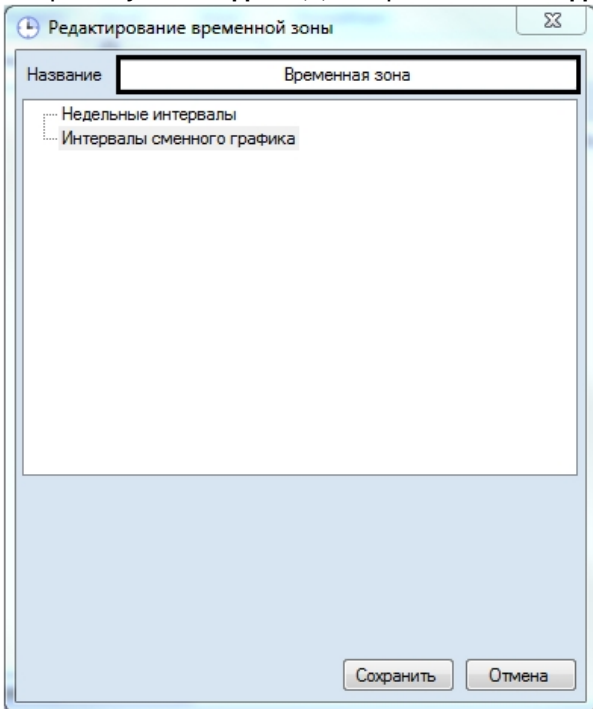 Редактирование временной зоны
Название Временная зона
Недельные интервалы
Интервалы сменного графика
Сохранить Отмена